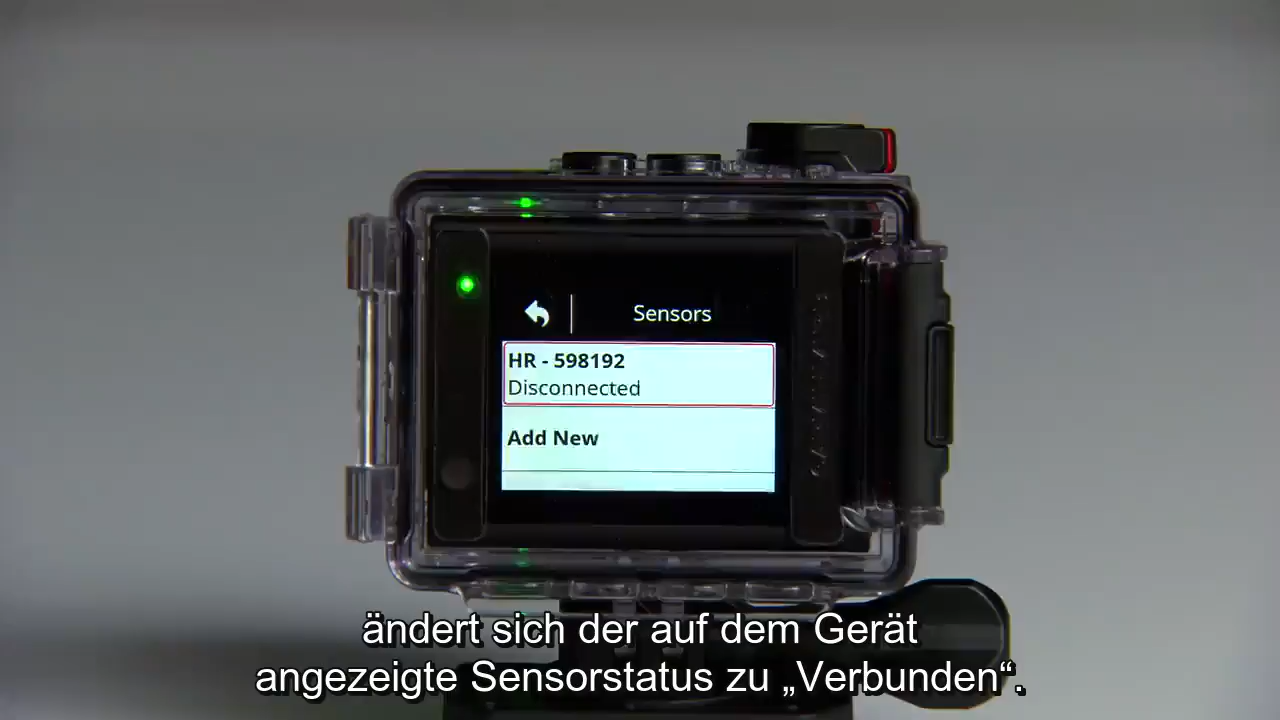 Sensors
HR - 598192
Disconnected
Add New
ändert sich der auf dem Gerät
angezeigte Sensorstatus zu „Verbunden“.